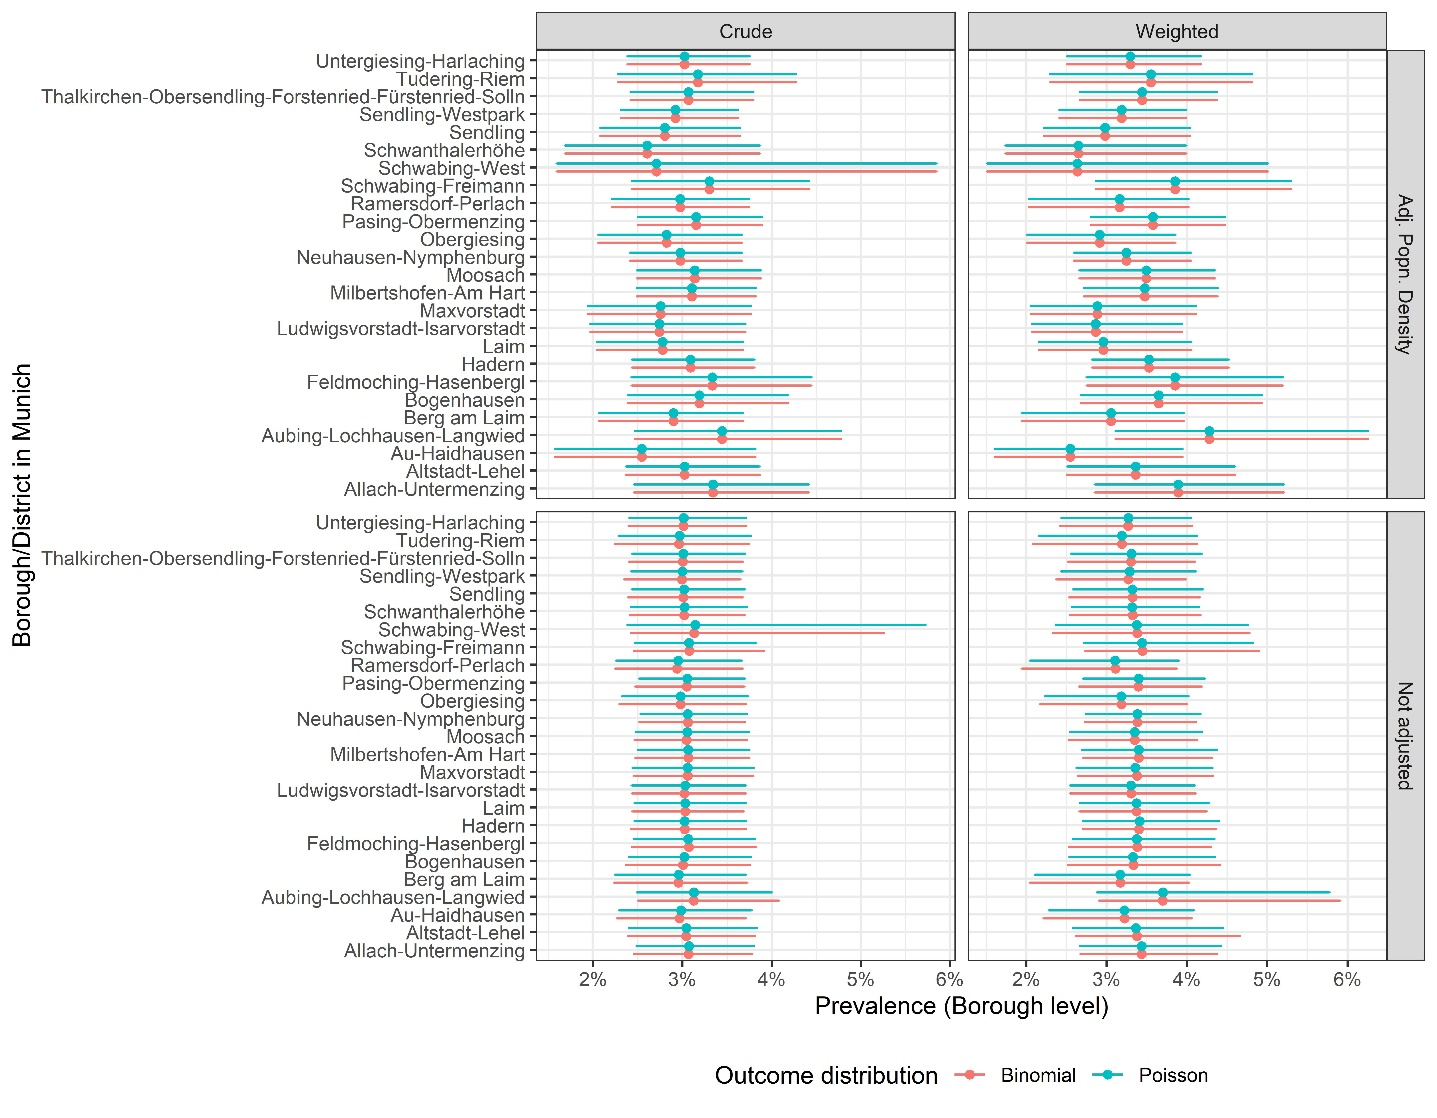 Crude
Weighted
Untergiesing-Harlaching
Tudering-Riem
Thalkirchen-Obersendling-Forstenried-Fürstenried-Solln
Sendling-Westpark
Sendling
Schwanthalerhöhe
Schwabing-West
Schwabing-Freimann
Ramersdorf-Perlach
Pasing-Obermenzing
Obergiesing
Neuhausen-Nymphenburg
Moosach
Milbertshofen-Am Hart
Maxvorstadt
Ludwigsvorstadt-Isarvorstadt
Laim
Hadern
Feldmoching-Hasenbergl
Bogenhausen
Berg am Laim
Aubing-Lochhausen-Langwied
Au-Haidhausen
Altstadt-Lehel
Allach-Untermenzing
Adj. Popn. Density
Borough/District in Munich
Untergiesing-Harlaching
Tudering-Riem
Thalkirchen-Obersendling-Forstenried-Fürstenried-Solln
Sendling-Westpark
Sendling
Schwanthalerhöhe
Schwabing-West
Schwabing-Freimann
Ramersdorf-Perlach
Pasing-Obermenzing
Obergiesing
Neuhausen-Nymphenburg
Moosach
Milbertshofen-Am Hart
Maxvorstadt
Ludwigsvorstadt-Isarvorstadt
Laim
Hadern
Feldmoching-Hasenbergl
Bogenhausen
Berg am Laim
Aubing-Lochhausen-Langwied
Au-Haidhausen
Altstadt-Lehel
Allach-Untermenzing
Not adjusted
2% 3% 4% 5% 6% 2% 3% 4% 5% 6%
Prevalence (Borough level)
Outcome distribution Binomial Poisson